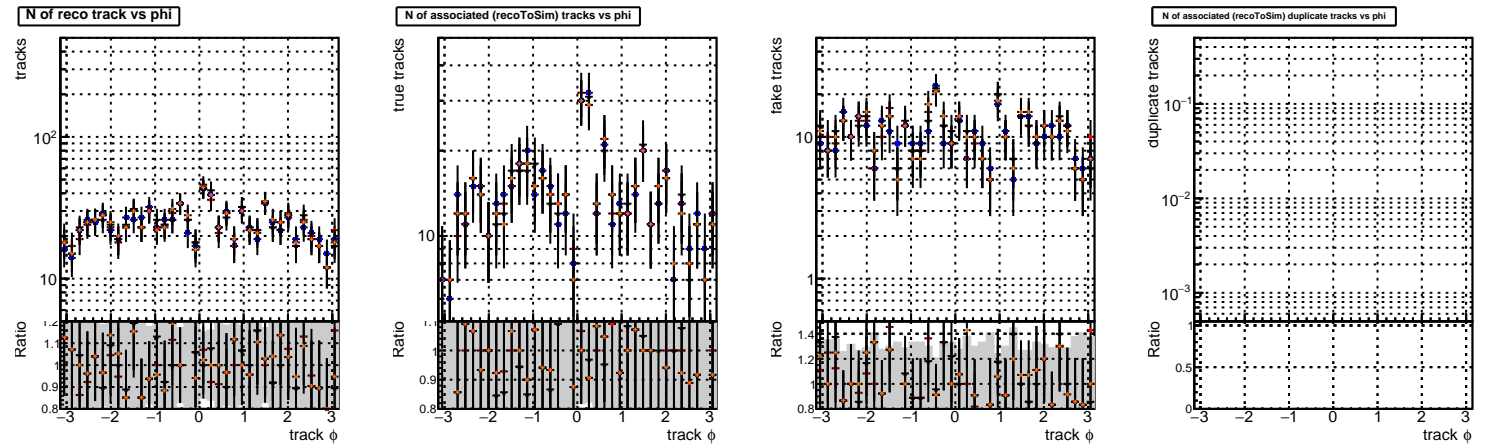 N of reco track vs phi
tracks
10²
10
Ratio
1.2
1.1
1
0.9
0.8
−3 −2 −1 0 1 2 3
track ϕ
N of associated (recoToSim) tracks vs phi
true tracks
10
Ratio
1.1
1
0.9
0.8
−3 −2 −1 0 1 2 3
track ϕ
fake tracks
10
1
Ratio
1.4
1.2
1
0.8
−3 −2 −1 0 1 2 3
track ϕ
N of associated (recoToSim) duplicate tracks vs phi
duplicate tracks
10⁻¹
10⁻²
10⁻³
Ratio
1
0.5
0
−3 −2 −1 0 1 2 3
track ϕ